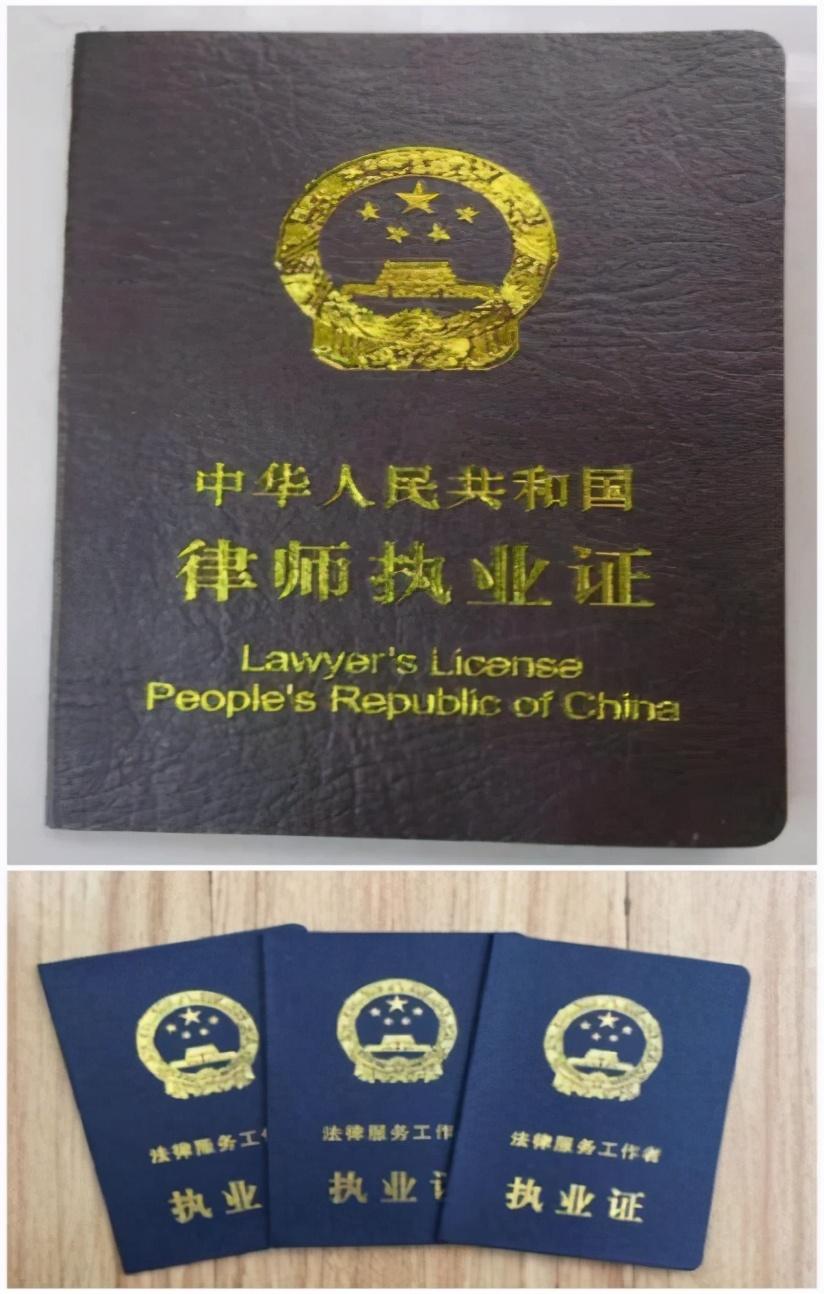 中华人民共和国
律师执业证
Lawyer's License
People's Republic of China
法律服务工作
执业
法律服务工作
执业
法律服务工作者
执业证